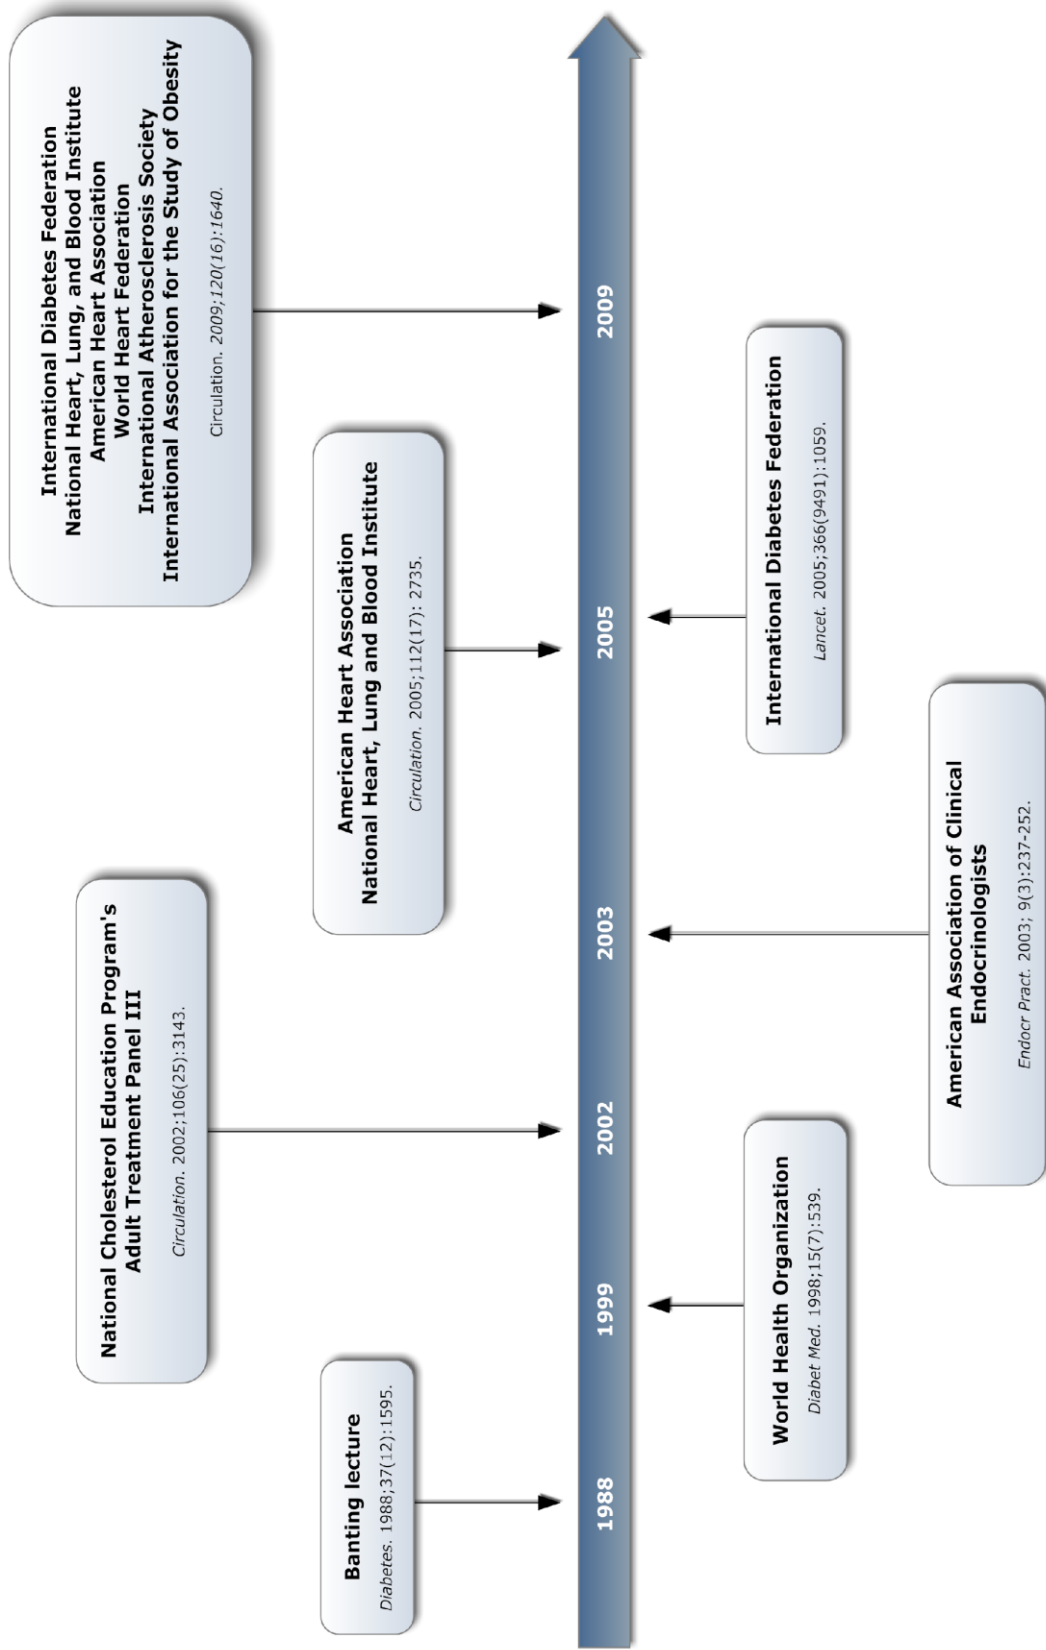 International Diabetes Federation
National Heart, Lung, and Blood Institute
American Heart Association
World Heart Federation
International Atherosclerosis Society
International Association for the Study of Obesity
Circulation. 2009;120(16):1640.
National Cholesterol Education Program's
Adult Treatment Panel III
Circulation. 2002;106(25):3143.
American Heart Association
National Heart, Lung and Blood Institute
Circulation. 2005;112(17): 2735.
Banting lecture
Diabetes. 1988;37(12):1595.
1988
1999
2002
2003
2005
2009
World Health Organization
Diabet Med. 1998;15(7):539.
International Diabetes Federation
Lancet. 2005;366(9491):1059.
American Association of Clinical
Endocrinologists
Endocr Pract. 2003; 9(3):237-252.